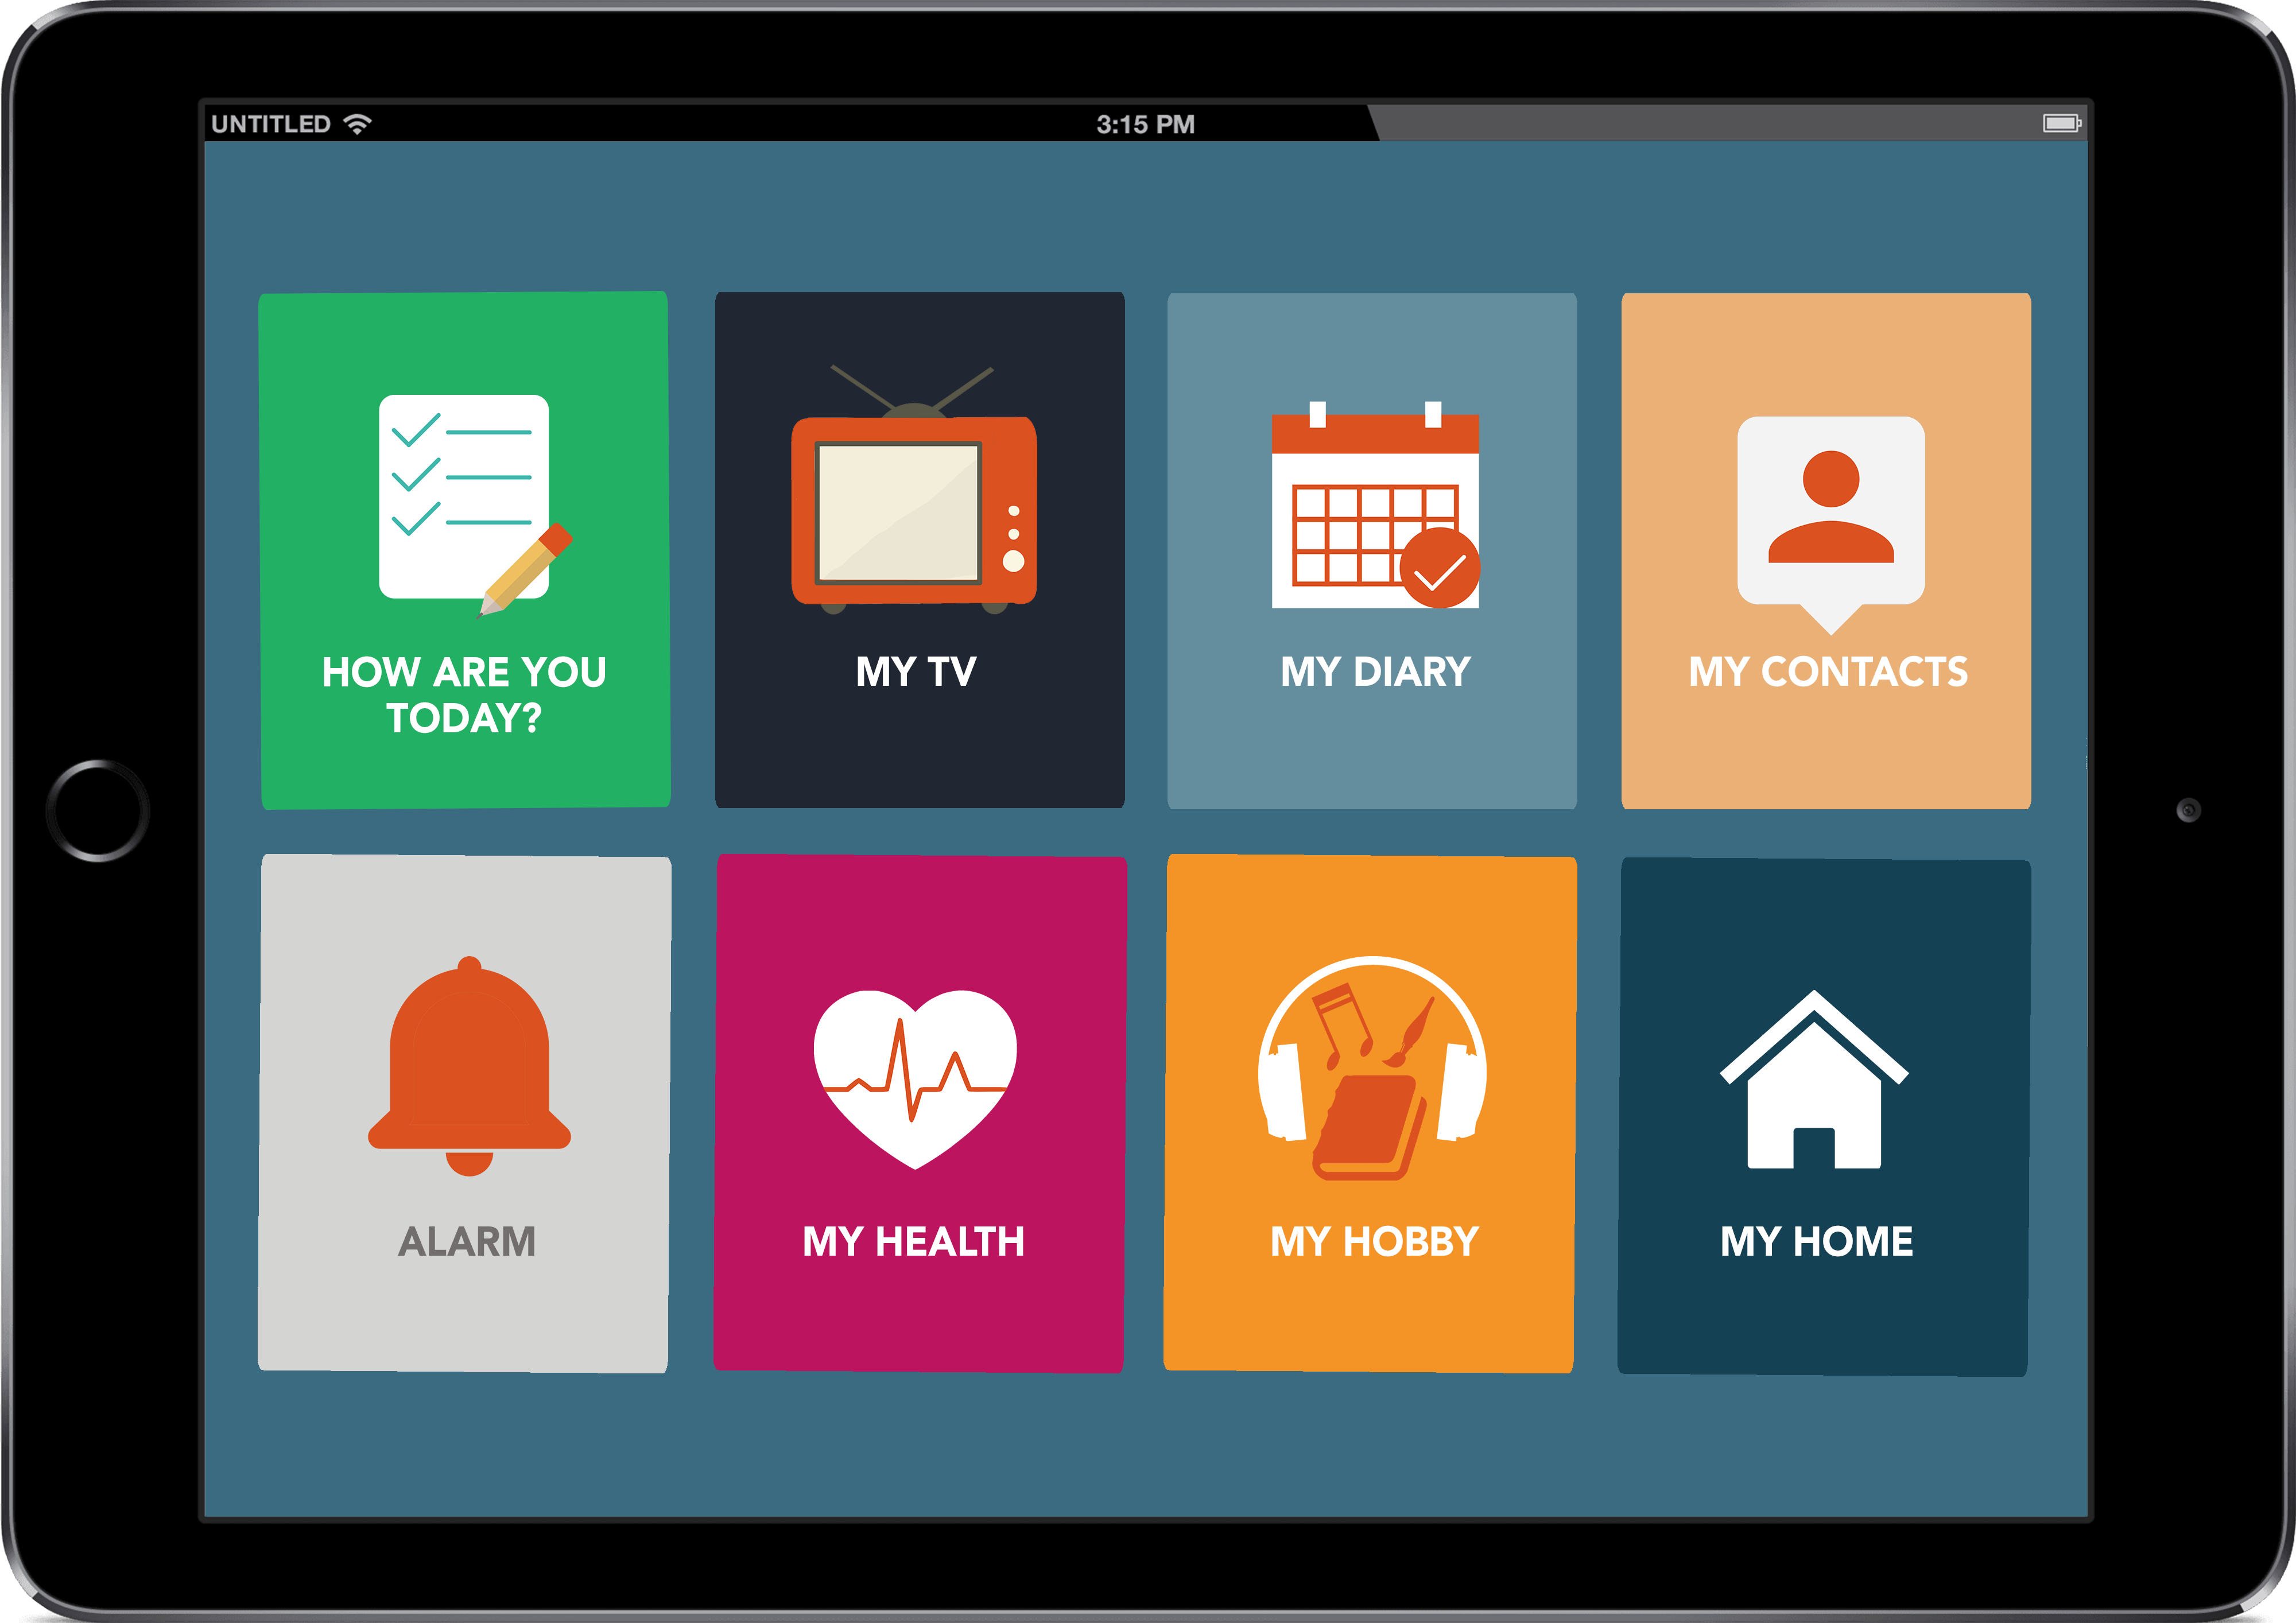 UNTITLED 3:15 PM
HOW ARE YOU
TODAY?
MY TV
MY DIARY
MY CONTACTS
ALARM
MY HEALTH
MY HOBBY
MY HOME